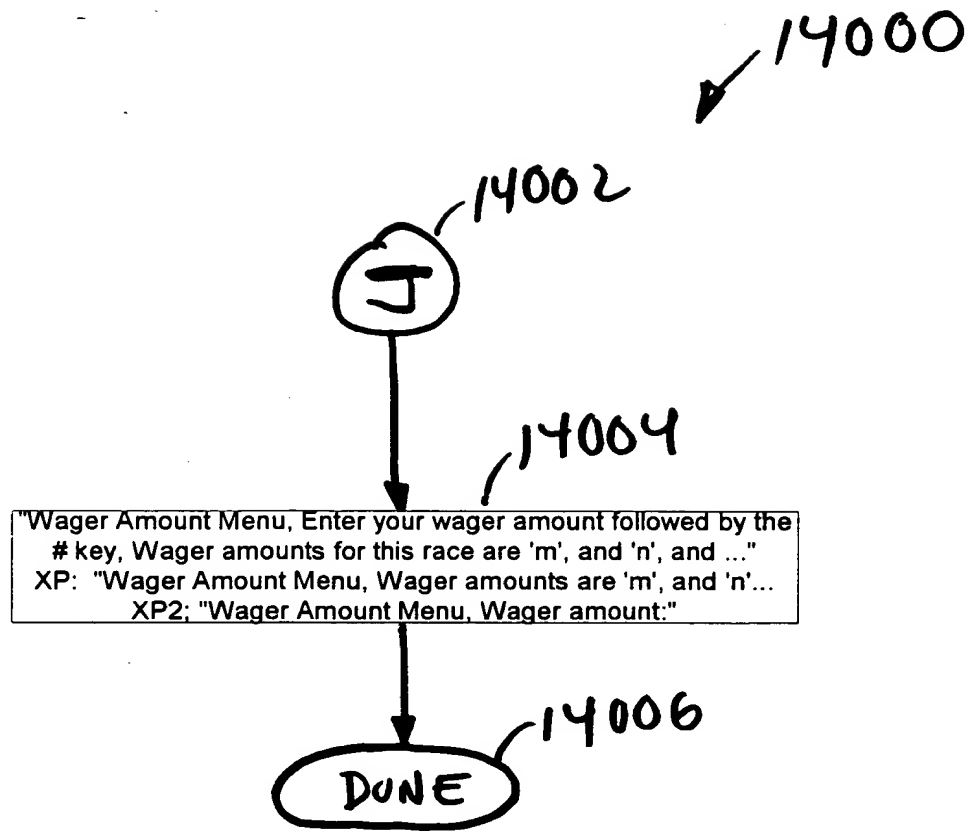 14000
14002
J
14004
"Wager Amount Menu, Enter your wager amount followed by the
# key, Wager amounts for this race are 'm', and 'n', and ..."
XP: "Wager Amount Menu, Wager amounts are 'm', and 'n'...
XP2; "Wager Amount Menu, Wager amount:"
14006
DONE